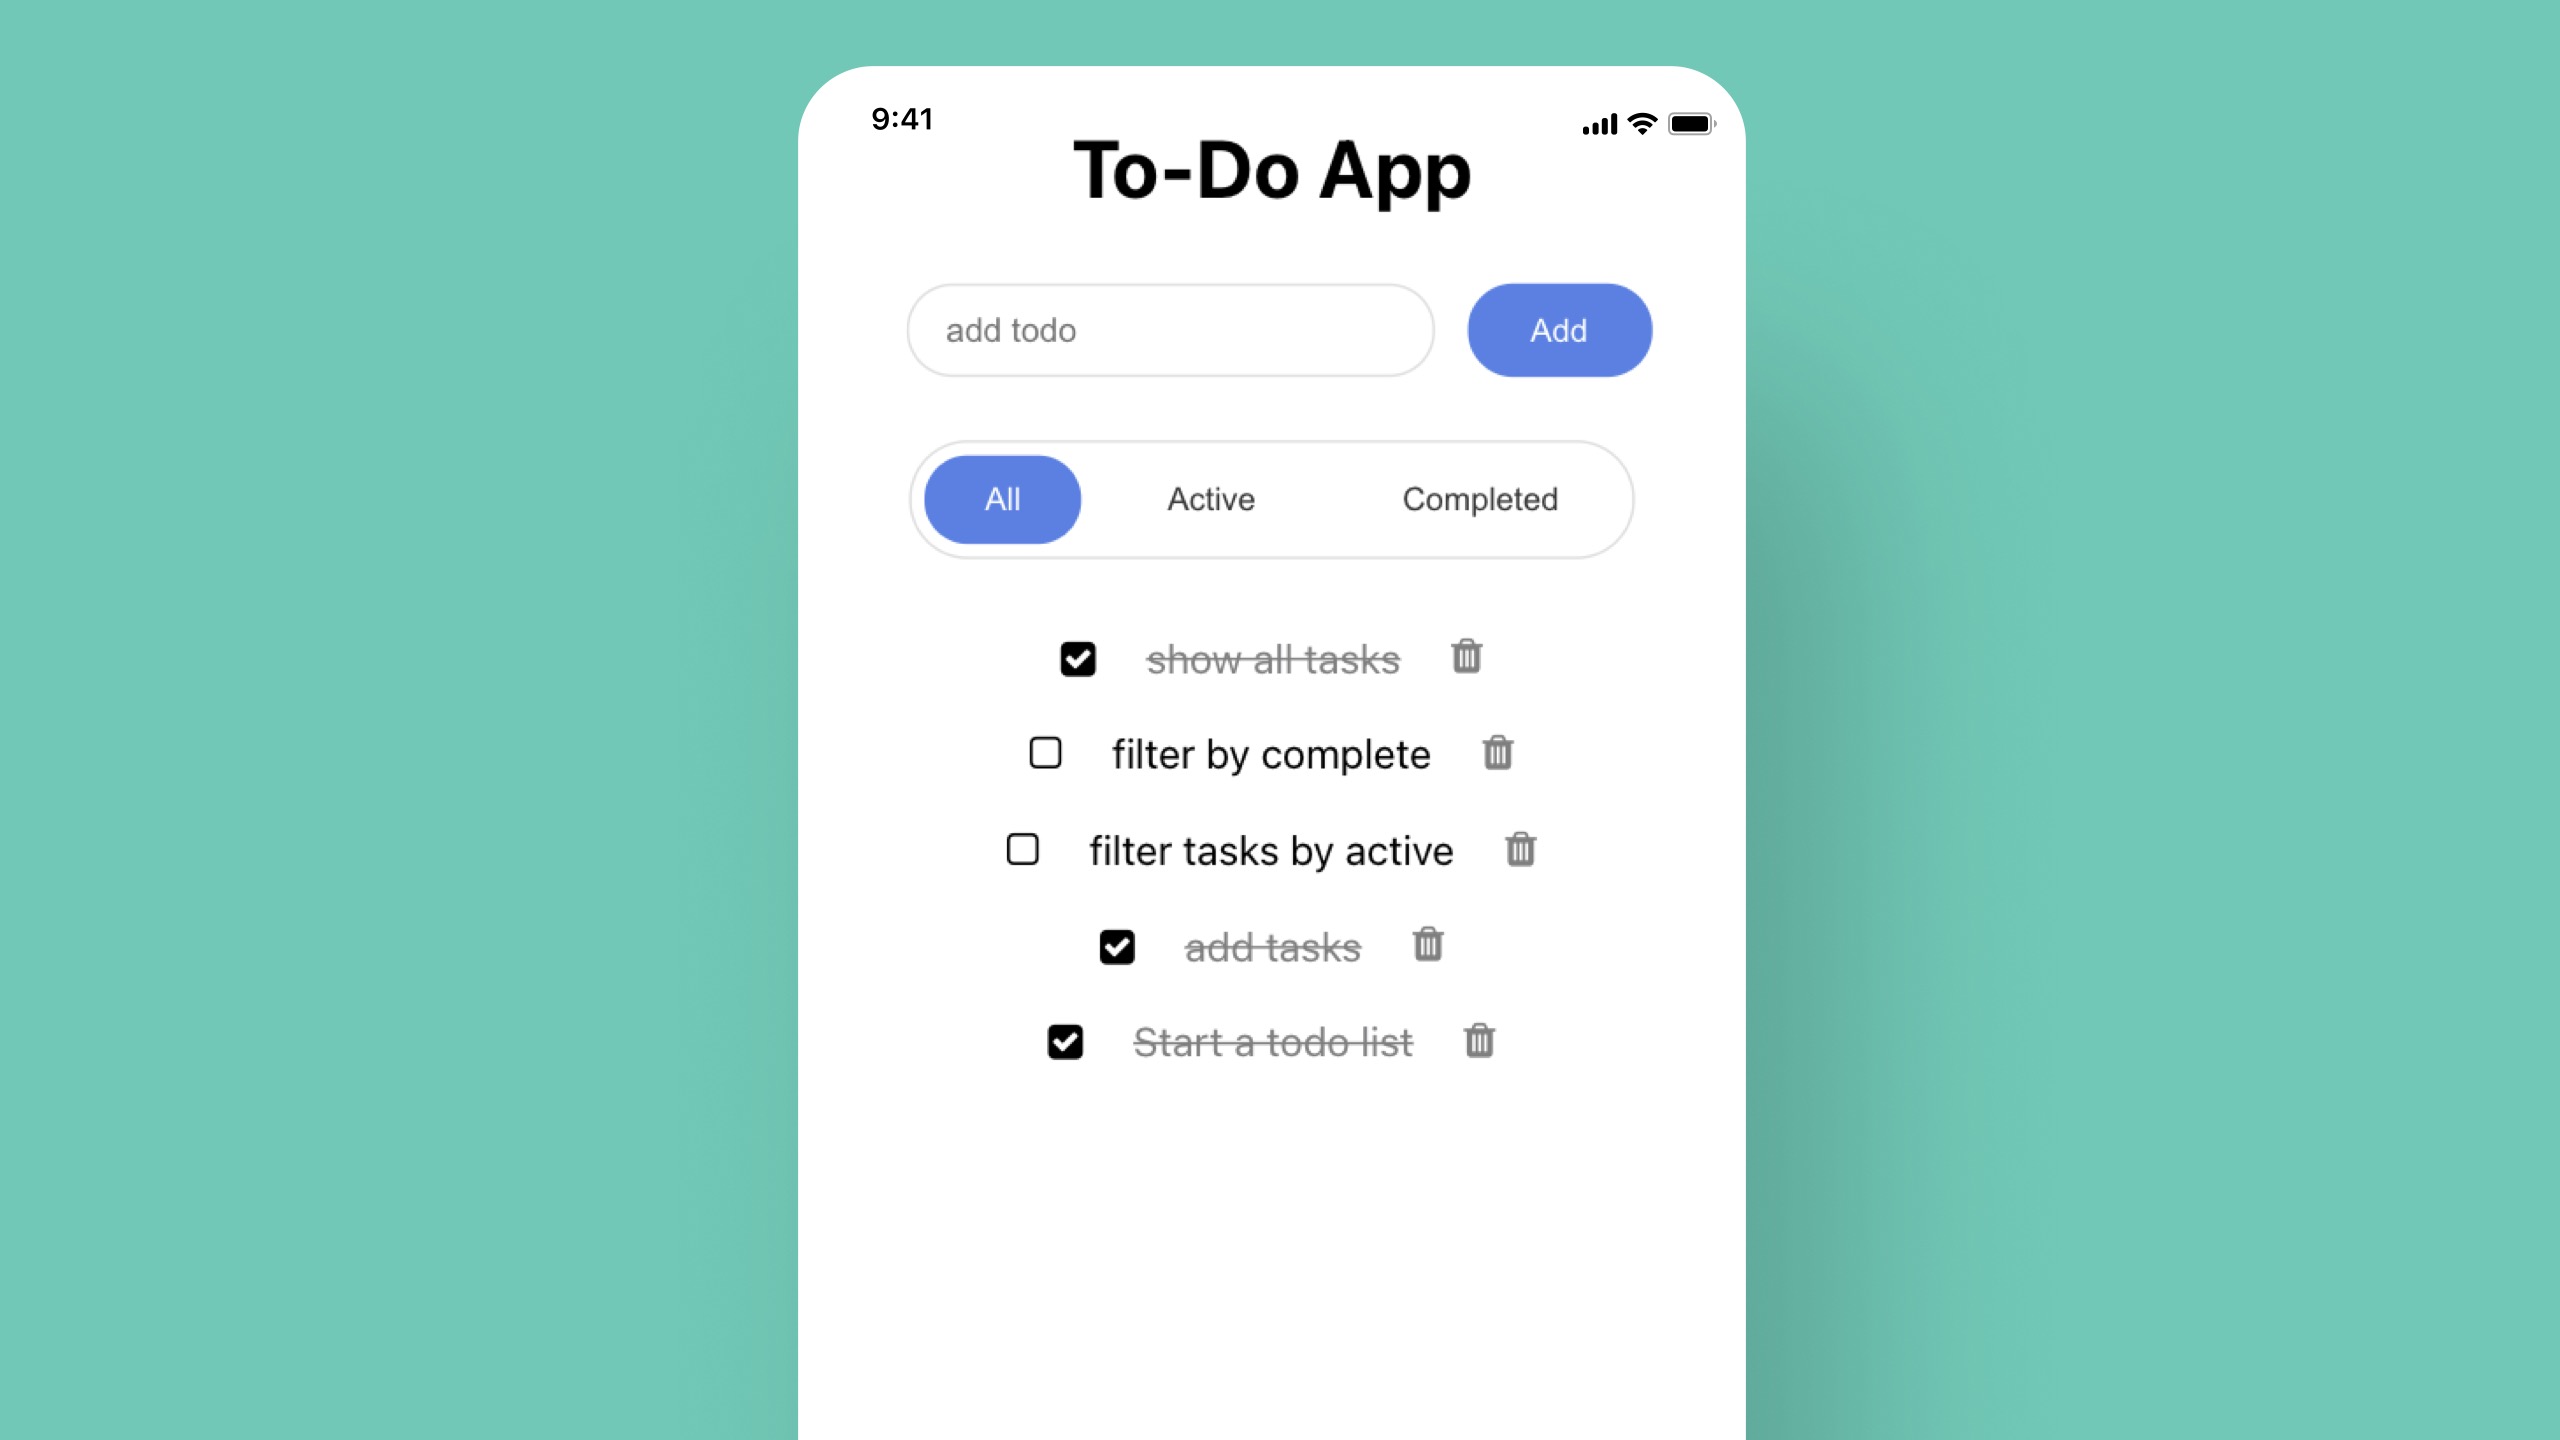 9:41
To-Do App
add todo Add
All Active Completed
show all tasks
filter by complete
filter tasks by active
add tasks
Start a todo list